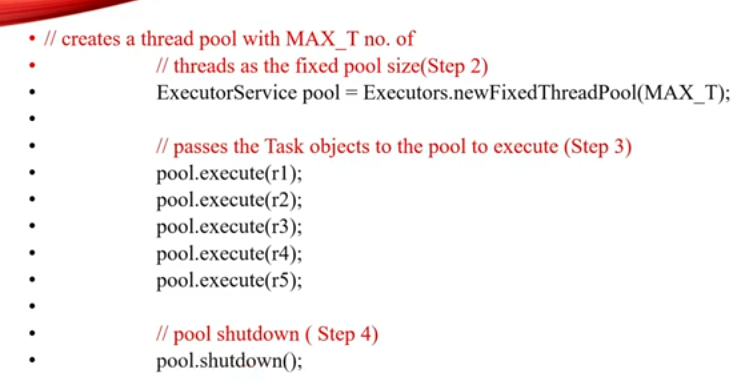 • // creates a thread pool with MAX_T no. of
• // threads as the fixed pool size(Step 2)
• ExecutorService pool = Executors.newFixedThreadPool(MAX_T);
•
• // passes the Task objects to the pool to execute (Step 3)
• pool.execute(r1);
• pool.execute(r2);
• pool.execute(r3);
• pool.execute(r4);
• pool.execute(r5);
•
• // pool shutdown ( Step 4)
• pool.shutdown();